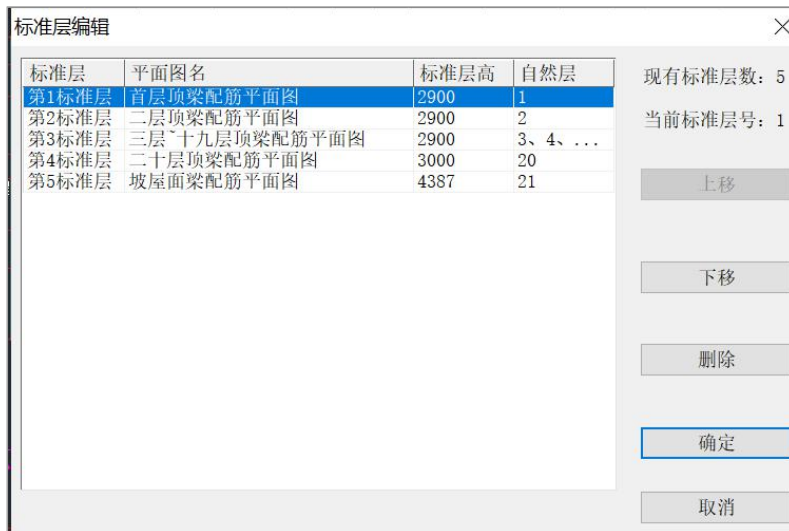 标准层编辑
标准层 平面图名 标准层高 自然层
第1标准层 首层顶梁配筋平面图 2900 1
第2标准层 二层顶梁配筋平面图 2900 2
第3标准层 三层~十九层顶梁配筋平面图 2900 3、4、...
第4标准层 二十层顶梁配筋平面图 3000 20
第5标准层 坡屋面梁配筋平面图 4387 21
现有标准层数：5
当前标准层号：1
上移
下移
删除
确定
取消